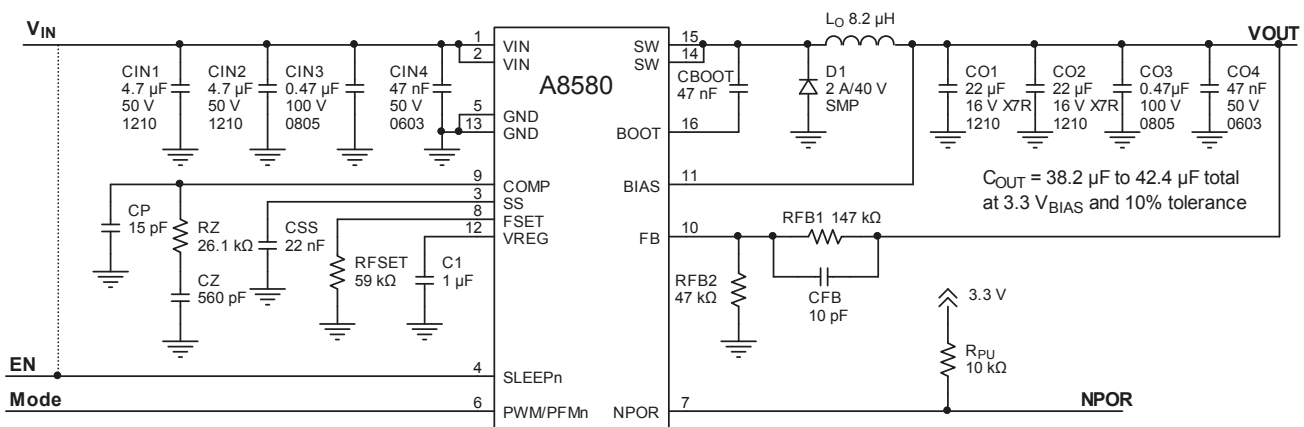 V_IN
CIN1
4.7 µF
50 V
1210
CIN2
4.7 µF
50 V
1210
CIN3
0.47 µF
100 V
0805
CIN4
47 nF
50 V
0603
1
2
5
13
9
3
8
12
4
6
A8580
VIN
VIN
GND
GND
COMP
SS
FSET
VREG
SLEEPn
PWM/PFMn
SW
SW
BOOT
BIAS
FB
NPOR
15
14
16
11
10
7
CP
15 pF
RZ
26.1 kΩ
CZ
560 pF
CSS
22 nF
RFSET
59 kΩ
C1
1 µF
EN
Mode
L_O 8.2 µH
VOUT
CBOOT
47 nF
D1
2 A/40 V
SMP
CO1
22 µF
16 V X7R
1210
CO2
22 µF
16 V X7R
1210
CO3
0.47µF
100 V
0805
CO4
47 nF
50 V
0603
C_OUT = 38.2 µF to 42.4 µF total
at 3.3 V_BIAS and 10% tolerance
RFB1 147 kΩ
RFB2
47 kΩ
CFB
10 pF
3.3 V
R_PU
10 kΩ
NPOR